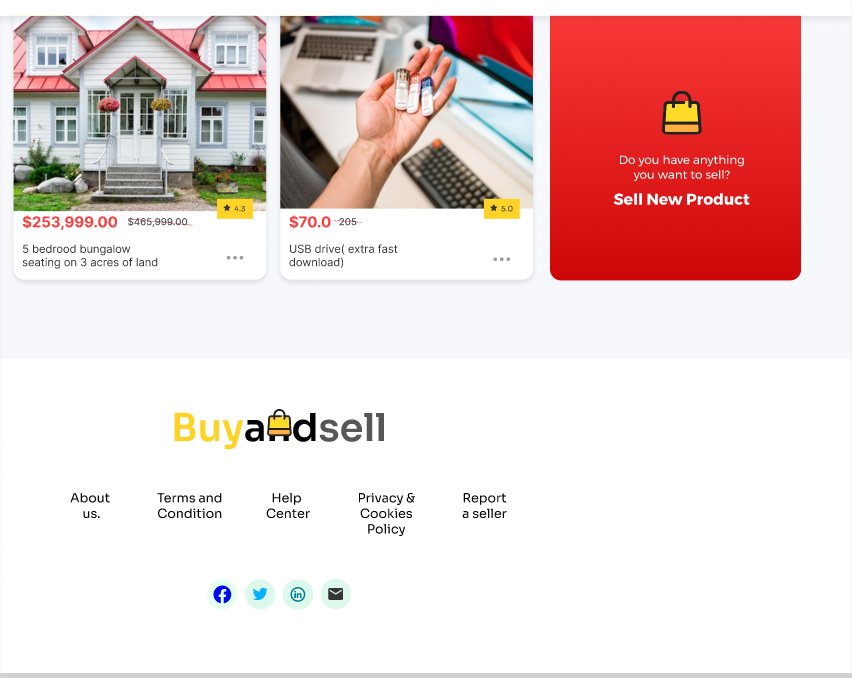 4.3
$253,999.00 $465,999.00
5 bedrood bungalow
seating on 3 acres of land
5.0
$70.0 205
USB drive( extra fast
download)
Do you have anything
you want to sell?
Sell New Product
Buyandsell
About
us.
Terms and
Condition
Help
Center
Privacy &
Cookies
Policy
Report
a seller